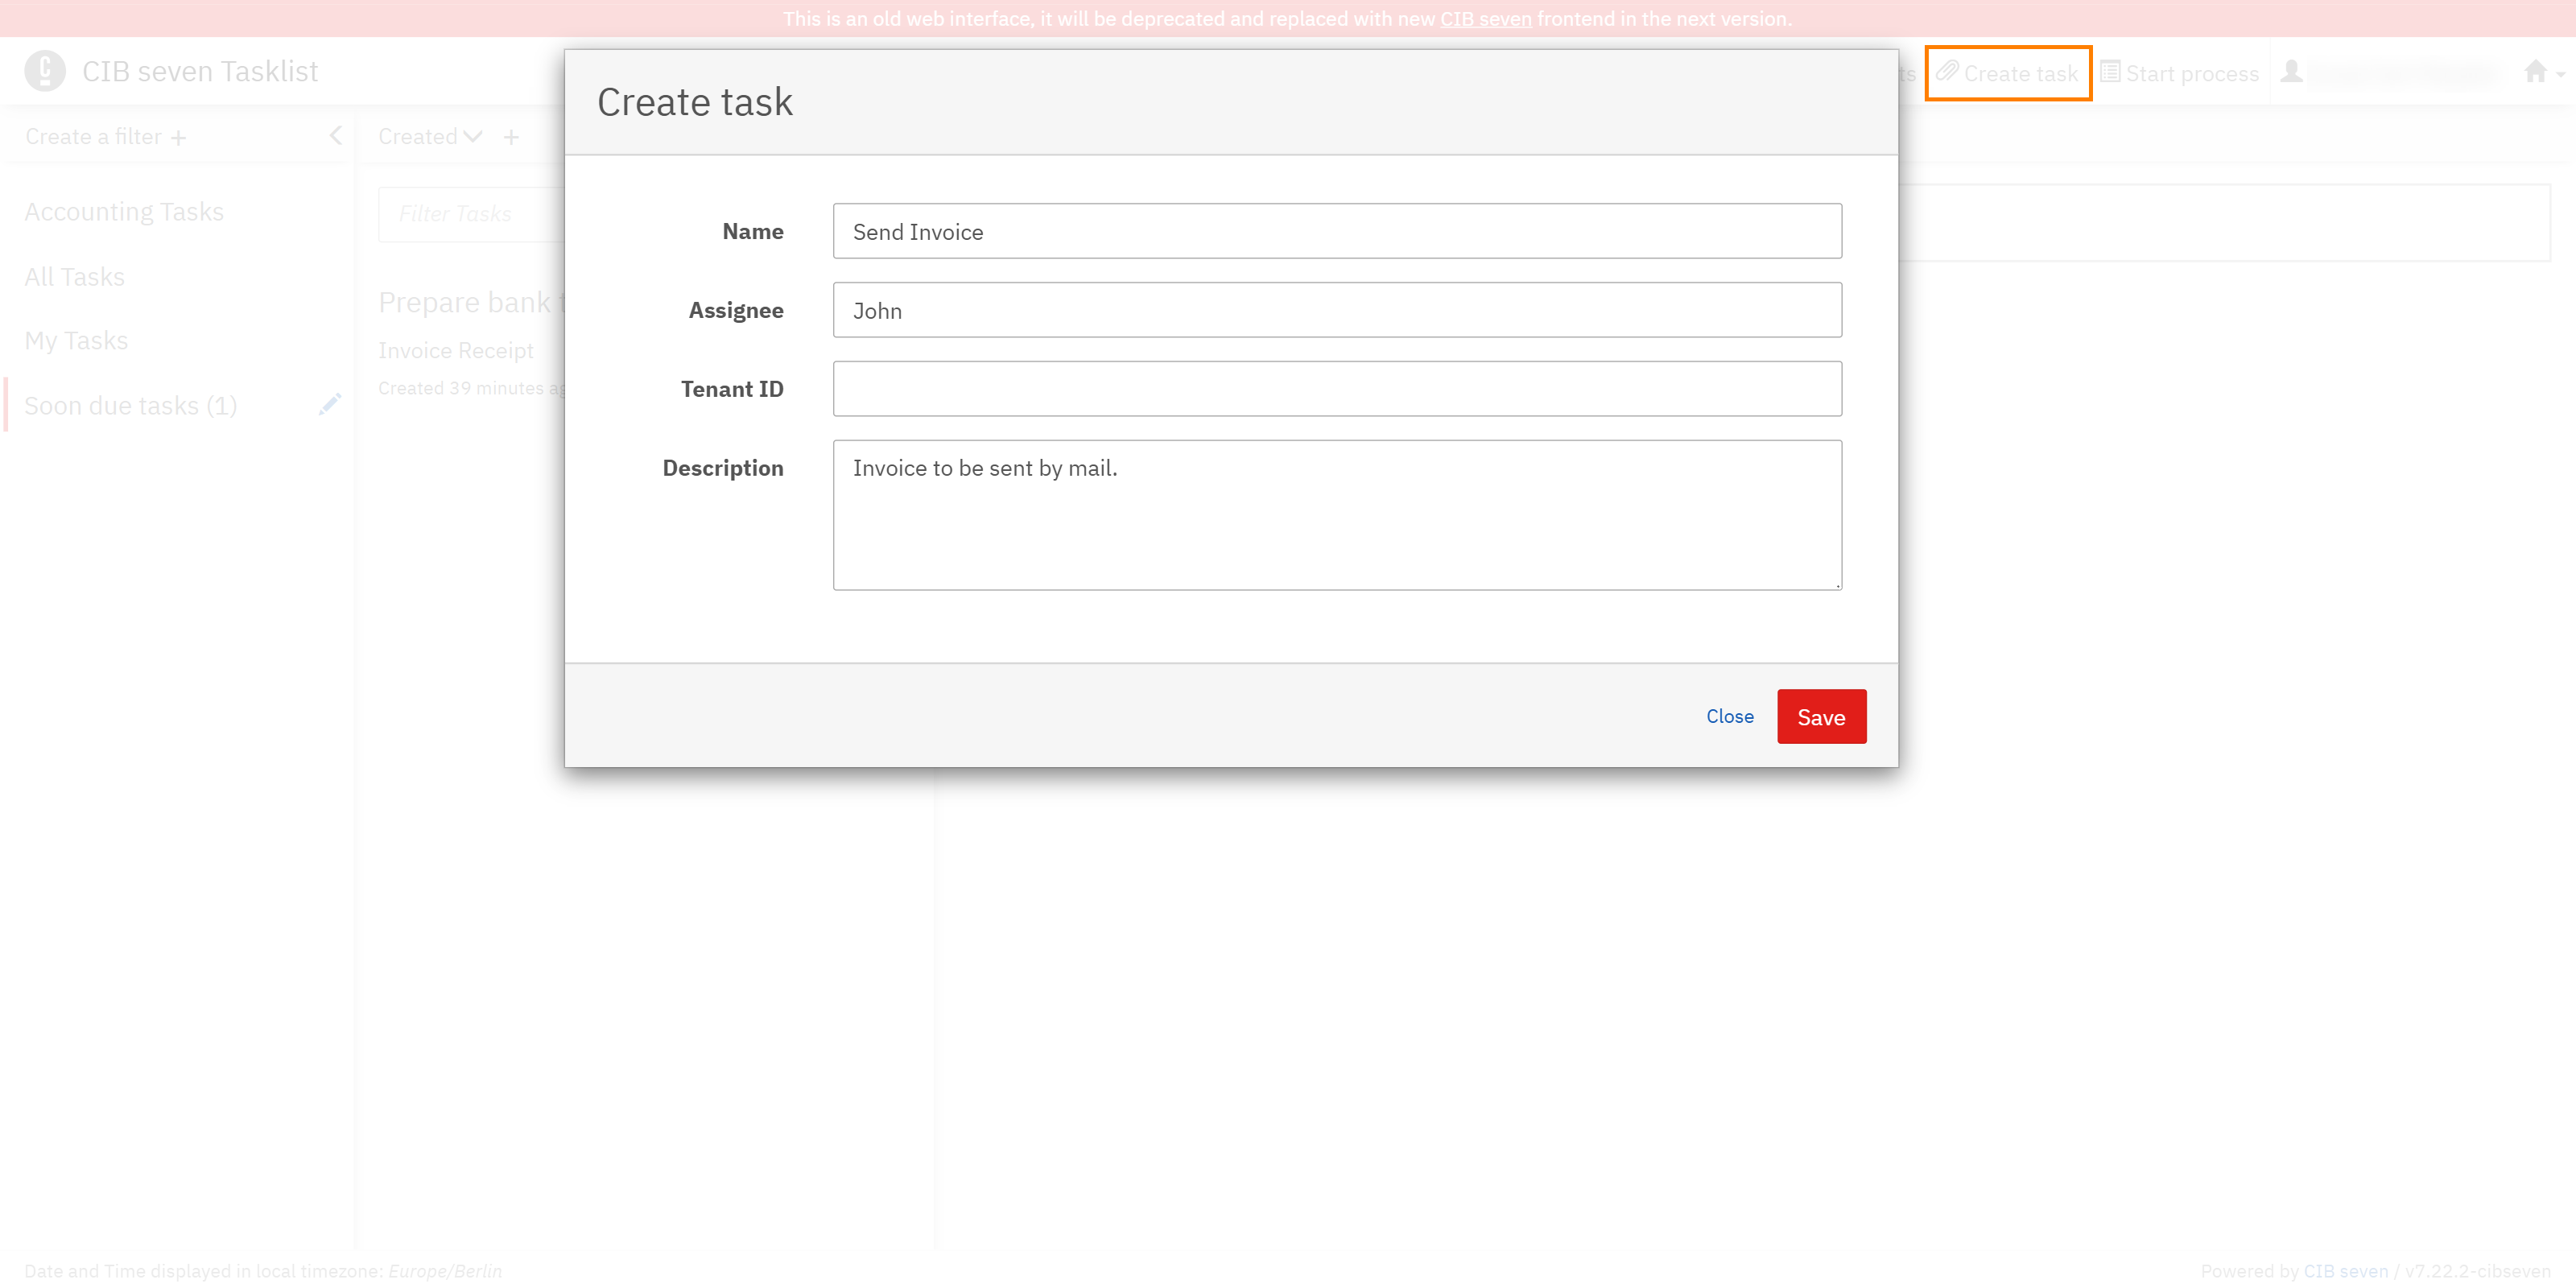 This is an old web interface, it will be deprecated and replaced with new CIB seven frontend in the next version.
CIB seven Tasklist
Create task
Start process
Create task
Create a filter +
Created +
Accounting Tasks
All Tasks
My Tasks
Soon due tasks (1)
Filter Tasks
Prepare bank
Invoice Receipt
Created 39 minutes
Name
Send Invoice
Assignee
John
Tenant ID
Description
Invoice to be sent by mail.
Close
Save
Date and Time displayed in local timezone: Europe/Berlin
Powered by CIB seven / v7.22.2-cibseven